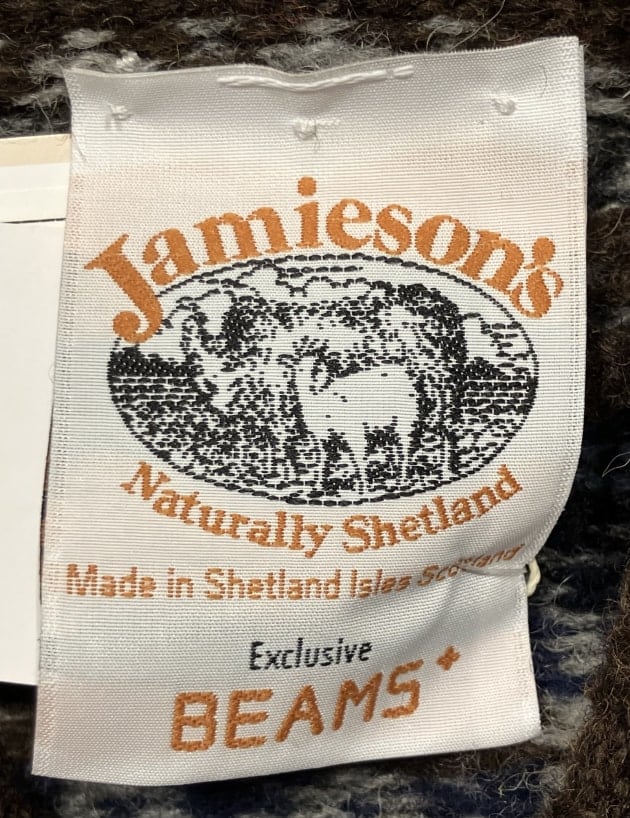 Jamieson's
Naturally Shetland
Made in Shetland Isles Scotland
Exclusive
BEAMS+